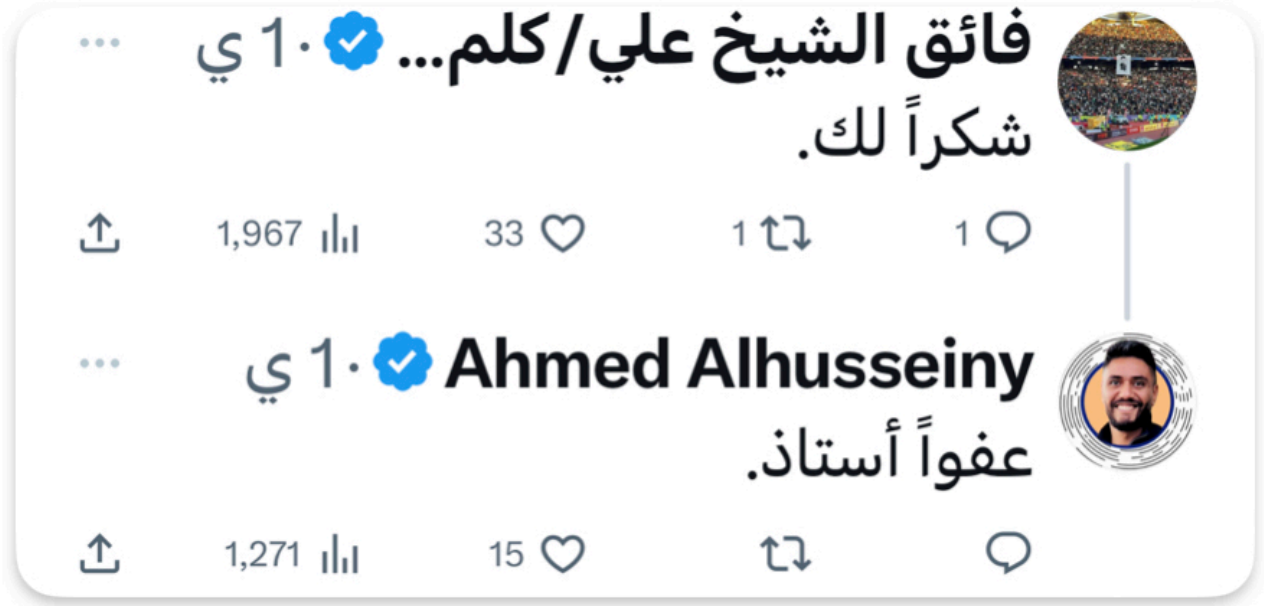 فائق الشيخ علي/كلم... · 1 ي
شكراً لك.
1 1 33 1,967
Ahmed Alhusseiny · 1 ي
عفواً أستاذ.
15 1,271